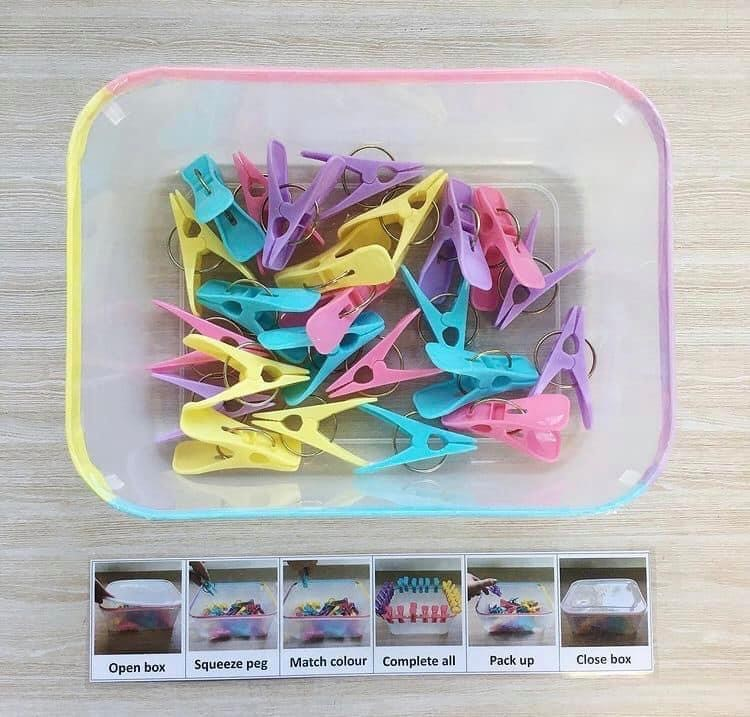 Open box
Squeeze peg
Match colour
Complete all
Pack up
Close box